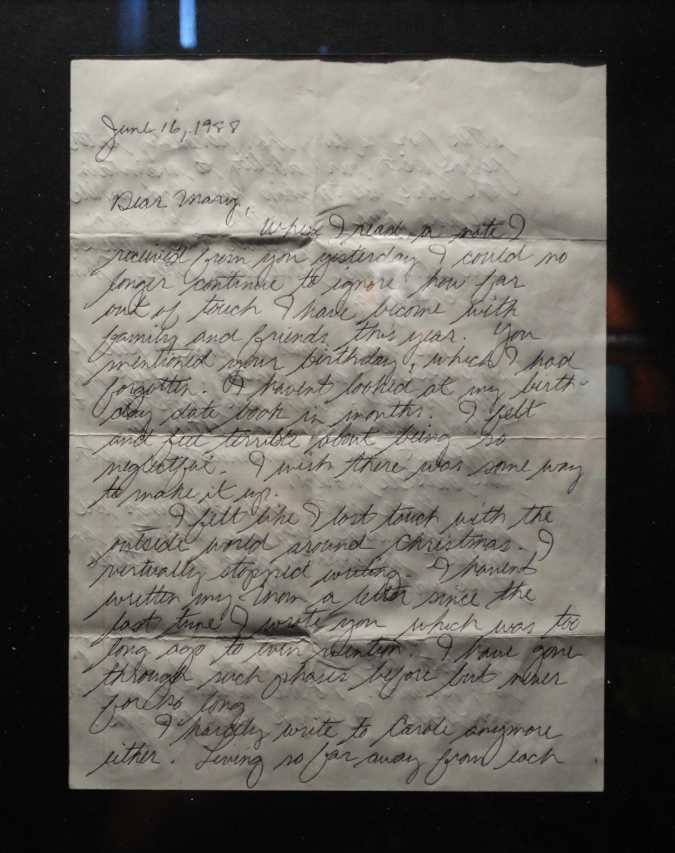 June 16, 1988
Dear Mary,
When I read a note I
received from you yesterday I could no
longer continue to ignore how far
out of touch I have become with
family and friends this year. You
mentioned your birthday, which I had
forgotten. I havent looked at my birth-
day date book in months. I felt
and feel terrible about being so
neglectful. I wish there was some way
to make it up.
I felt like I lost touch with the
outside world around Christmas. I
virtually stopped writing. I havent
written my mom a letter since the
last time I wrote you which was too
long ago to even mention. I have gone
through such phases before but never
for so long
I hardly write to Carole anymore
either. Living so far away from each